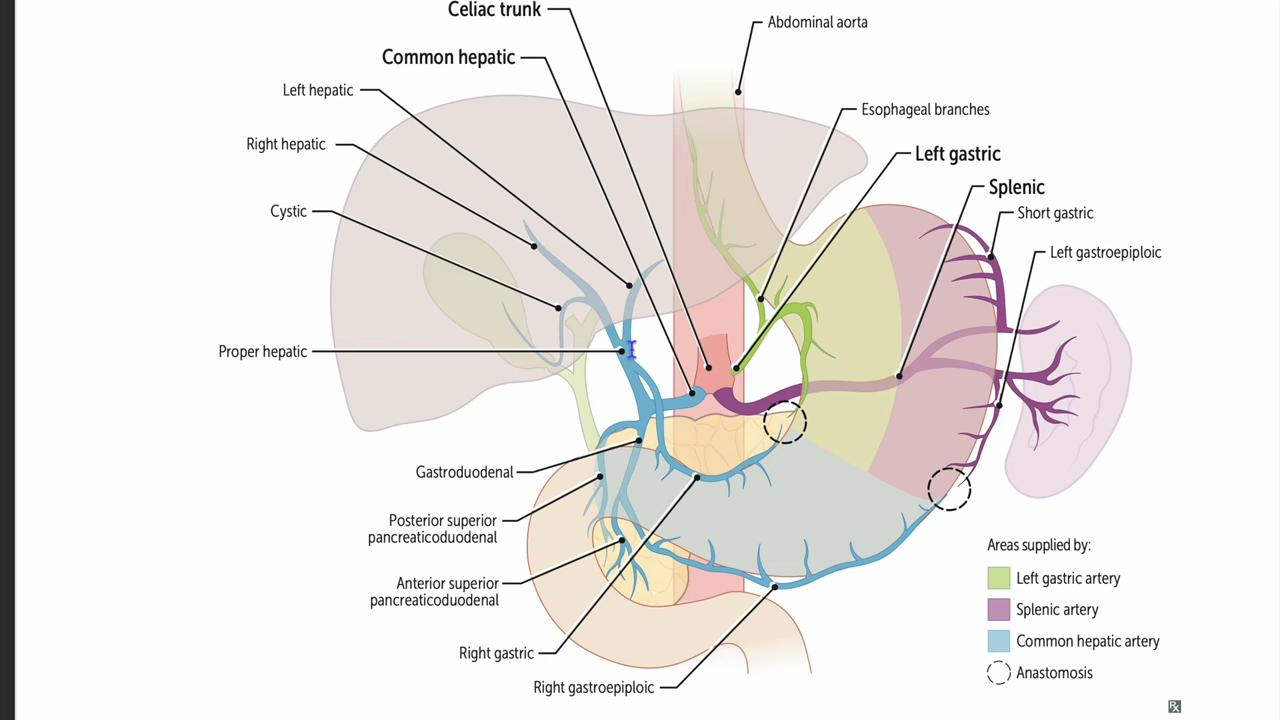 Celiac trunk
Abdominal aorta
Common hepatic
Left hepatic
Esophageal branches
Right hepatic
Left gastric
Splenic
Cystic
Short gastric
Left gastroepiploic
Proper hepatic
Gastroduodenal
Posterior superior
pancreaticoduodenal
Anterior superior
pancreaticoduodenal
Right gastric
Right gastroepiploic
Areas supplied by:
Left gastric artery
Splenic artery
Common hepatic artery
Anastomosis
Rx